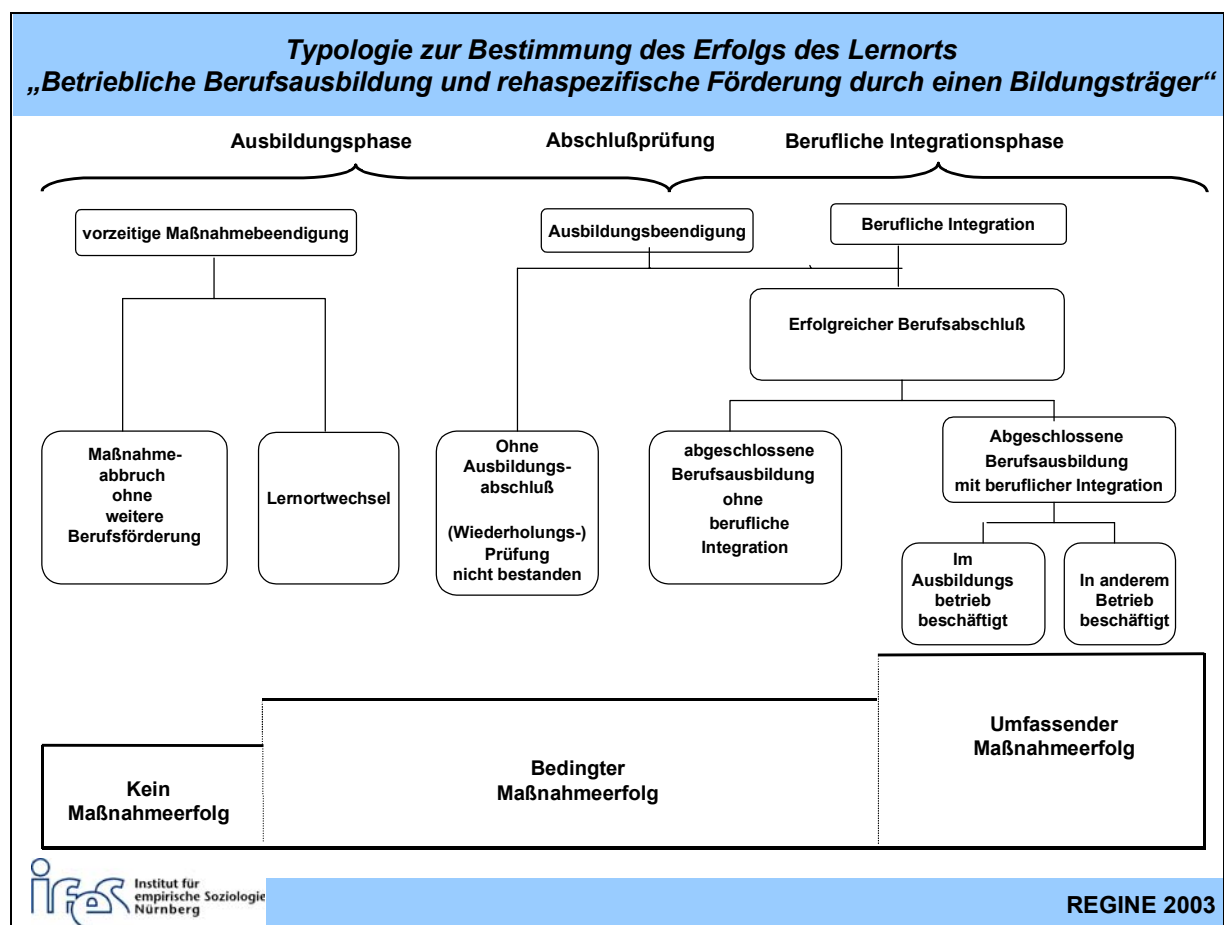 Typologie zur Bestimmung des Erfolgs des Lernorts
„Betriebliche Berufsausbildung und rehaspezifische Förderung durch einen Bildungsträger“
Ausbildungsphase
Abschlußprüfung
Berufliche Integrationsphase
vorzeitige Maßnahmebeendigung
Ausbildungsbeendigung
Berufliche Integration
Erfolgreicher Berufsabschluß
Maßnahme-
abbruch
ohne
weitere
Berufsförderung
Lernortwechsel
Ohne
Ausbildungs-
abschluß
(Wiederholungs-)
Prüfung
nicht bestanden
abgeschlossene
Berufsausbildung
ohne
berufliche
Integration
Abgeschlossene
Berufsausbildung
mit beruflicher Integration
Im
Ausbildungs
betrieb
beschäftigt
In anderem
Betrieb
beschäftigt
Kein
Maßnahmeerfolg
Bedingter
Maßnahmeerfolg
Umfassender
Maßnahmeerfolg
ifes
Institut für
empirische Soziologie
Nürnberg
REGINE 2003